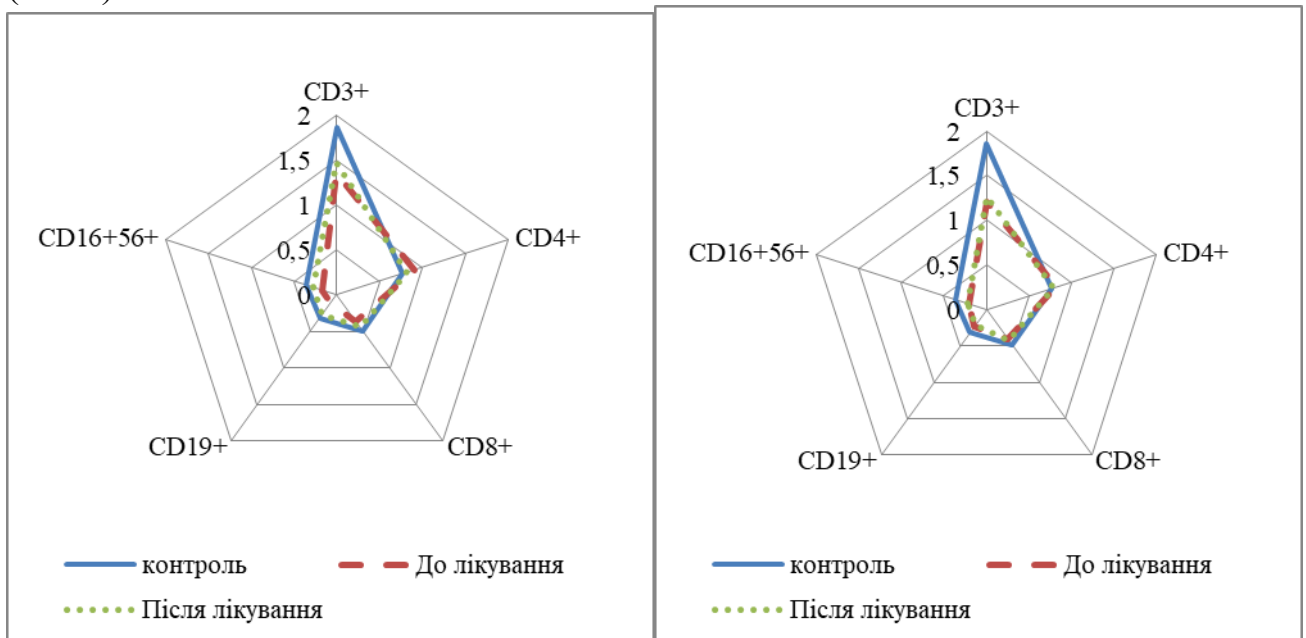 CD3+
2
1,5
1
0,5
0
CD16+56+
CD4+
CD19+
CD8+
контроль
До лікування
Після лікування
CD3+
2
1,5
1
0,5
0
CD16+56+
CD4+
CD19+
CD8+
контроль
До лікування
Після лікування